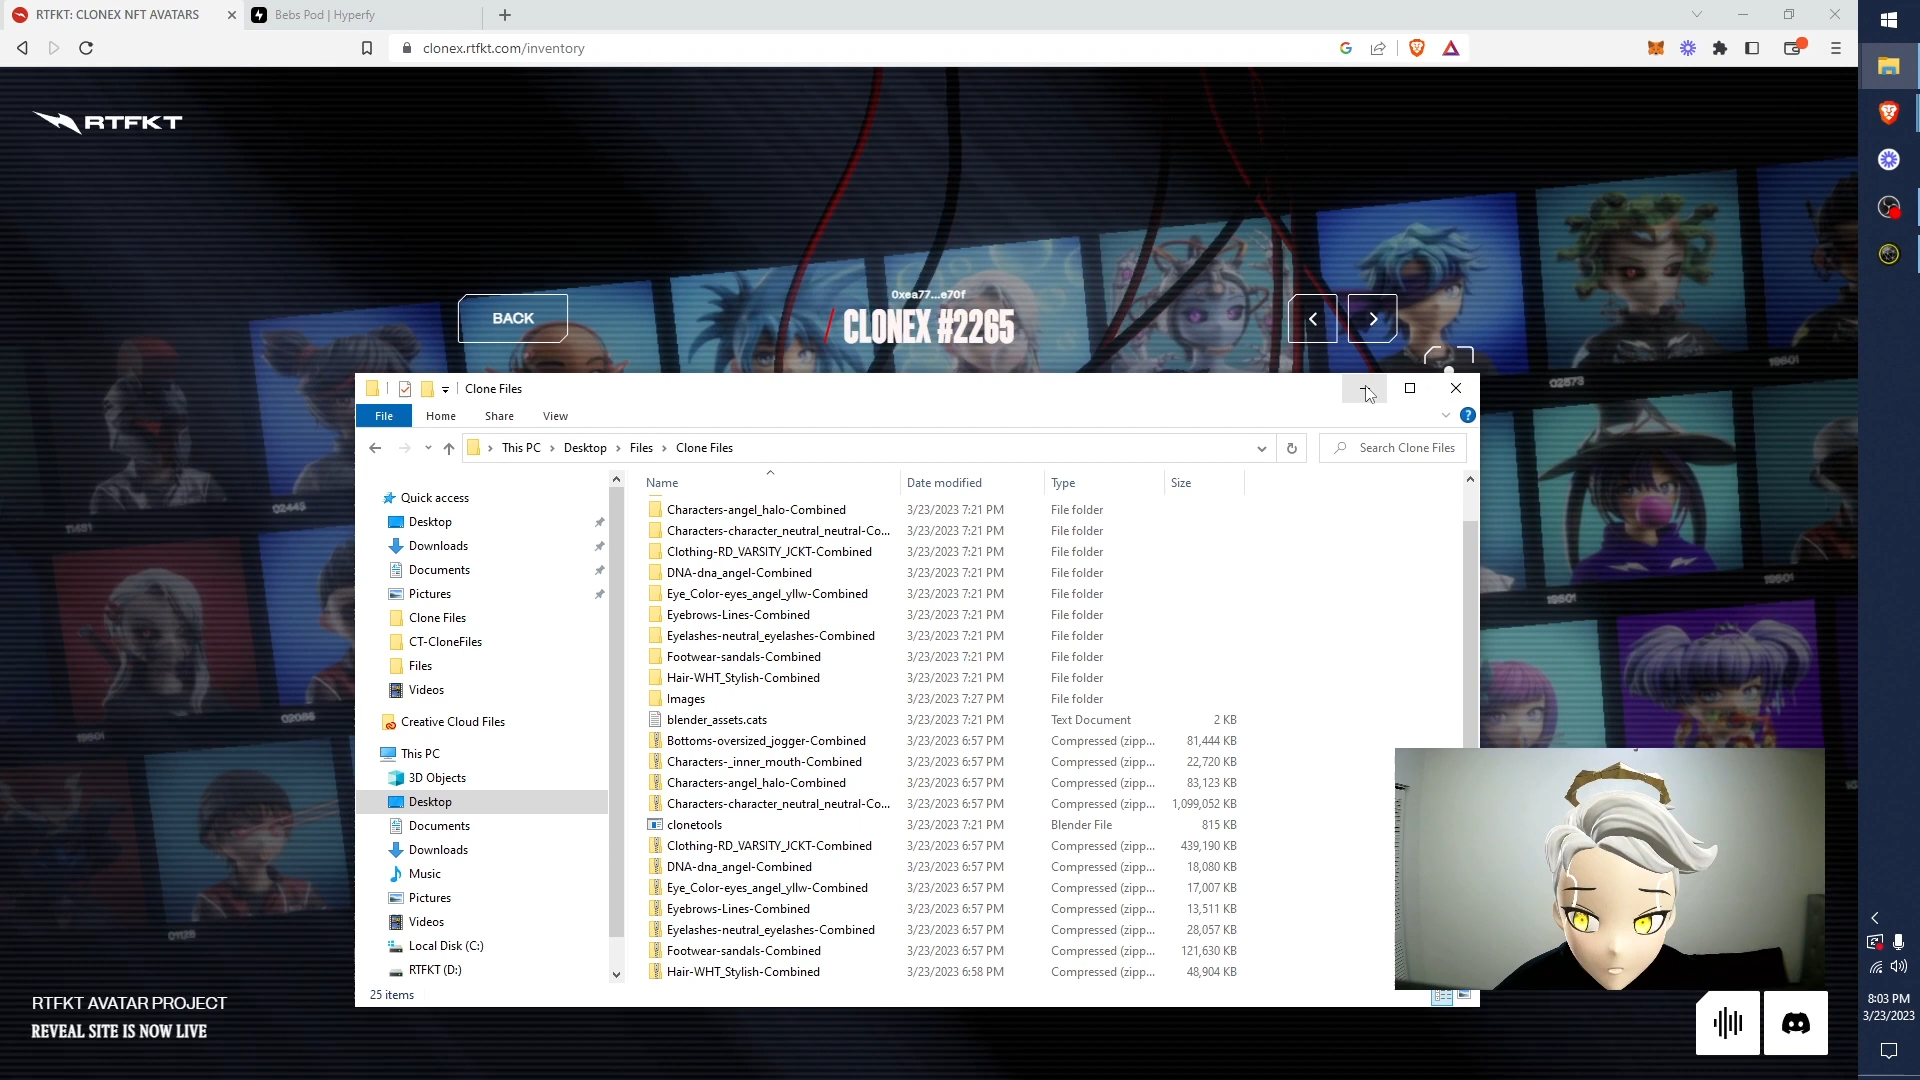 RTFKT: CLONEX NFT AVATARS
Bebs Pod | Hyperfy
clonex.rtfkt.com/inventory
RTFKT
0xea77...e70f
BACK
/ CLONEX #2265
Clone Files
File Home Share View
This PC > Desktop > Files > Clone Files
Search Clone Files
Name Date modified Type Size
Quick access
Desktop
Downloads
Documents
Pictures
Clone Files
CT-CloneFiles
Files
Videos
Creative Cloud Files
This PC
3D Objects
Desktop
Documents
Downloads
Music
Pictures
Videos
Local Disk (C:)
RTFKT (D:)
Characters-angel_halo-Combined 3/23/2023 7:21 PM File folder
Characters-character_neutral_neutral-Co... 3/23/2023 7:21 PM File folder
Clothing-RD_VARSITY_JCKT-Combined 3/23/2023 7:21 PM File folder
DNA-dna_angel-Combined 3/23/2023 7:21 PM File folder
Eye_Color-eyes_angel_yllw-Combined 3/23/2023 7:21 PM File folder
Eyebrows-Lines-Combined 3/23/2023 7:21 PM File folder
Eyelashes-neutral_eyelashes-Combined 3/23/2023 7:21 PM File folder
Footwear-sandals-Combined 3/23/2023 7:21 PM File folder
Hair-WHT_Stylish-Combined 3/23/2023 7:21 PM File folder
Images 3/23/2023 7:27 PM File folder
blender_assets.cats 3/23/2023 7:21 PM Text Document 2 KB
Bottoms-oversized_jogger-Combined 3/23/2023 6:57 PM Compressed (zipp... 81,444 KB
Characters-_inner_mouth-Combined 3/23/2023 6:57 PM Compressed (zipp... 22,720 KB
Characters-angel_halo-Combined 3/23/2023 6:57 PM Compressed (zipp... 83,123 KB
Characters-character_neutral_neutral-Co... 3/23/2023 6:57 PM Compressed (zipp... 1,099,052 KB
clonetools 3/23/2023 7:21 PM Blender File 815 KB
Clothing-RD_VARSITY_JCKT-Combined 3/23/2023 6:57 PM Compressed (zipp... 439,190 KB
DNA-dna_angel-Combined 3/23/2023 6:57 PM Compressed (zipp... 18,080 KB
Eye_Color-eyes_angel_yllw-Combined 3/23/2023 6:57 PM Compressed (zipp... 17,007 KB
Eyebrows-Lines-Combined 3/23/2023 6:57 PM Compressed (zipp... 13,511 KB
Eyelashes-neutral_eyelashes-Combined 3/23/2023 6:57 PM Compressed (zipp... 28,057 KB
Footwear-sandals-Combined 3/23/2023 6:57 PM Compressed (zipp... 121,630 KB
Hair-WHT_Stylish-Combined 3/23/2023 6:58 PM Compressed (zipp... 48,904 KB
25 items
02873
19501
11481
02443
19501
02086
01128
RTFKT AVATAR PROJECT
REVEAL SITE IS NOW LIVE
8:03 PM
3/23/2023